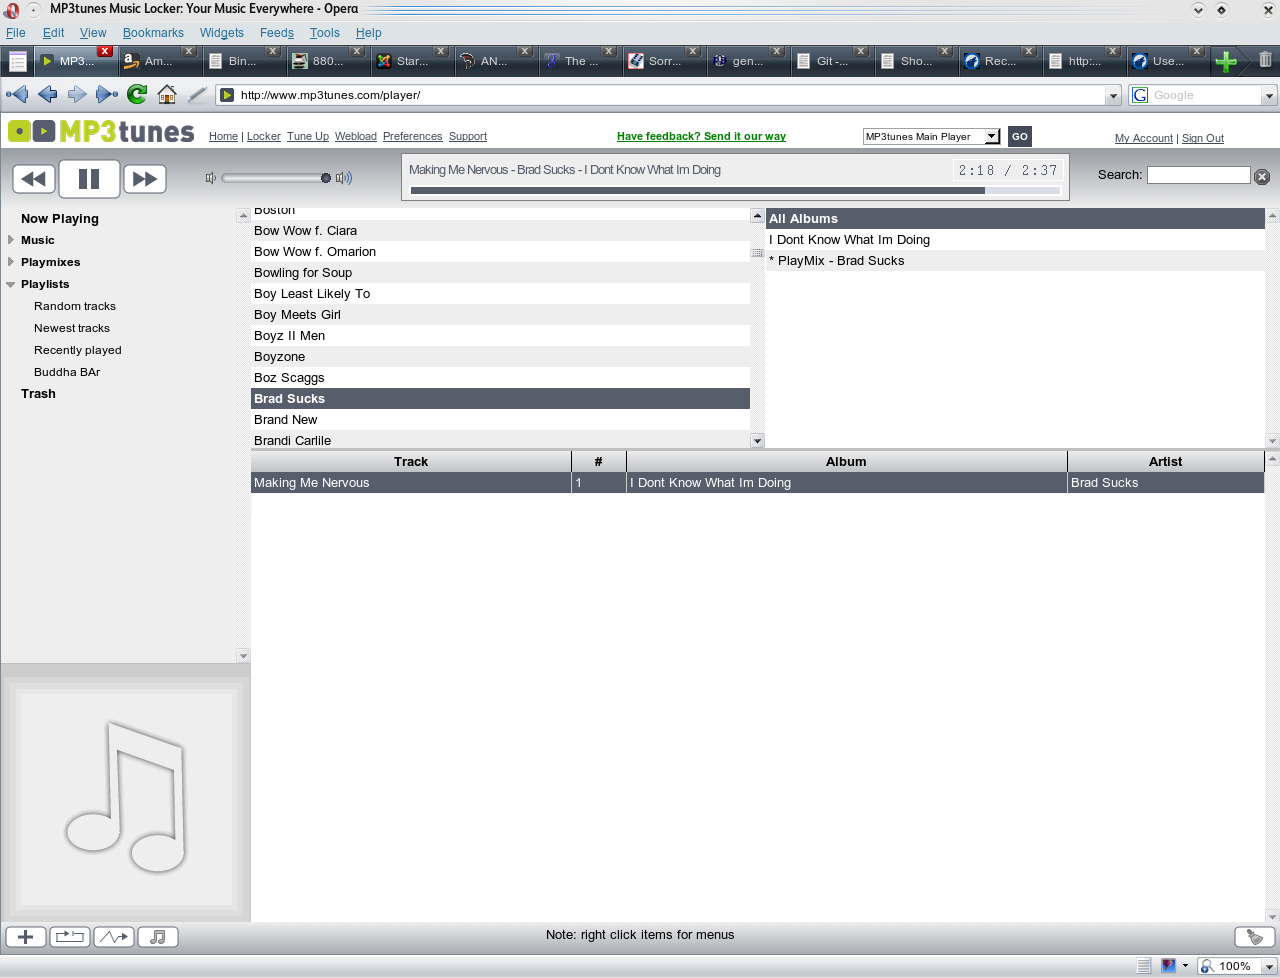 MP3tunes Music Locker: Your Music Everywhere - Opera
File Edit View Bookmarks Widgets Feeds Tools Help
MP3... Am... Bin... 880... Star... AN... The ... Sorr... gen... Git -... Sho... Rec... http:... Use...
http://www.mp3tunes.com/player/ Google
MP3tunes Home | Locker Tune Up Webload Preferences Support Have feedback? Send it our way MP3tunes Main Player GO My Account | Sign Out
Making Me Nervous - Brad Sucks - I Dont Know What Im Doing 2:18 / 2:37
Search:
Now Playing
Music
Playmixes
Playlists
Random tracks
Newest tracks
Recently played
Buddha BAr
Trash
Boston
Bow Wow f. Ciara
Bow Wow f. Omarion
Bowling for Soup
Boy Least Likely To
Boy Meets Girl
Boyz II Men
Boyzone
Boz Scaggs
Brad Sucks
Brand New
Brandi Carlile
All Albums
I Dont Know What Im Doing
* PlayMix - Brad Sucks
Track # Album Artist
Making Me Nervous 1 I Dont Know What Im Doing Brad Sucks
Note: right click items for menus
100%